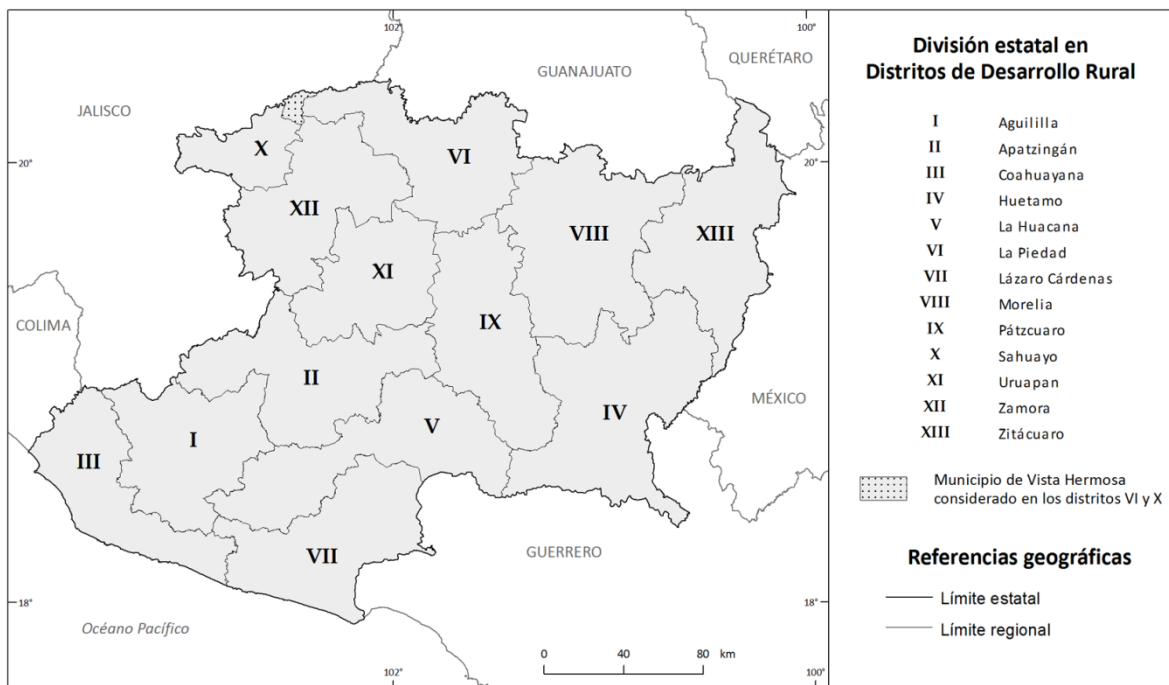 102°
100°
QUERÉTARO
GUANAJUATO
JALISCO
X
VI
20°
20°
XII
VIII
XIII
XI
COLIMA
IX
II
MÉXICO
IV
V
I
III
GUERRERO
VII
18°
18°
Océano Pacífico
0 40 80 km
102°
100°
División estatal en
Distritos de Desarrollo Rural
I Aguililla
II Apatzingán
III Coahuayana
IV Huetamo
V La Huacana
VI La Piedad
VII Lázaro Cárdenas
VIII Morelia
IX Pátzcuaro
X Sahuayo
XI Uruapan
XII Zamora
XIII Zitácuaro
Municipio de Vista Hermosa
considerado en los distritos VI y X
Referencias geográficas
Límite estatal
Límite regional